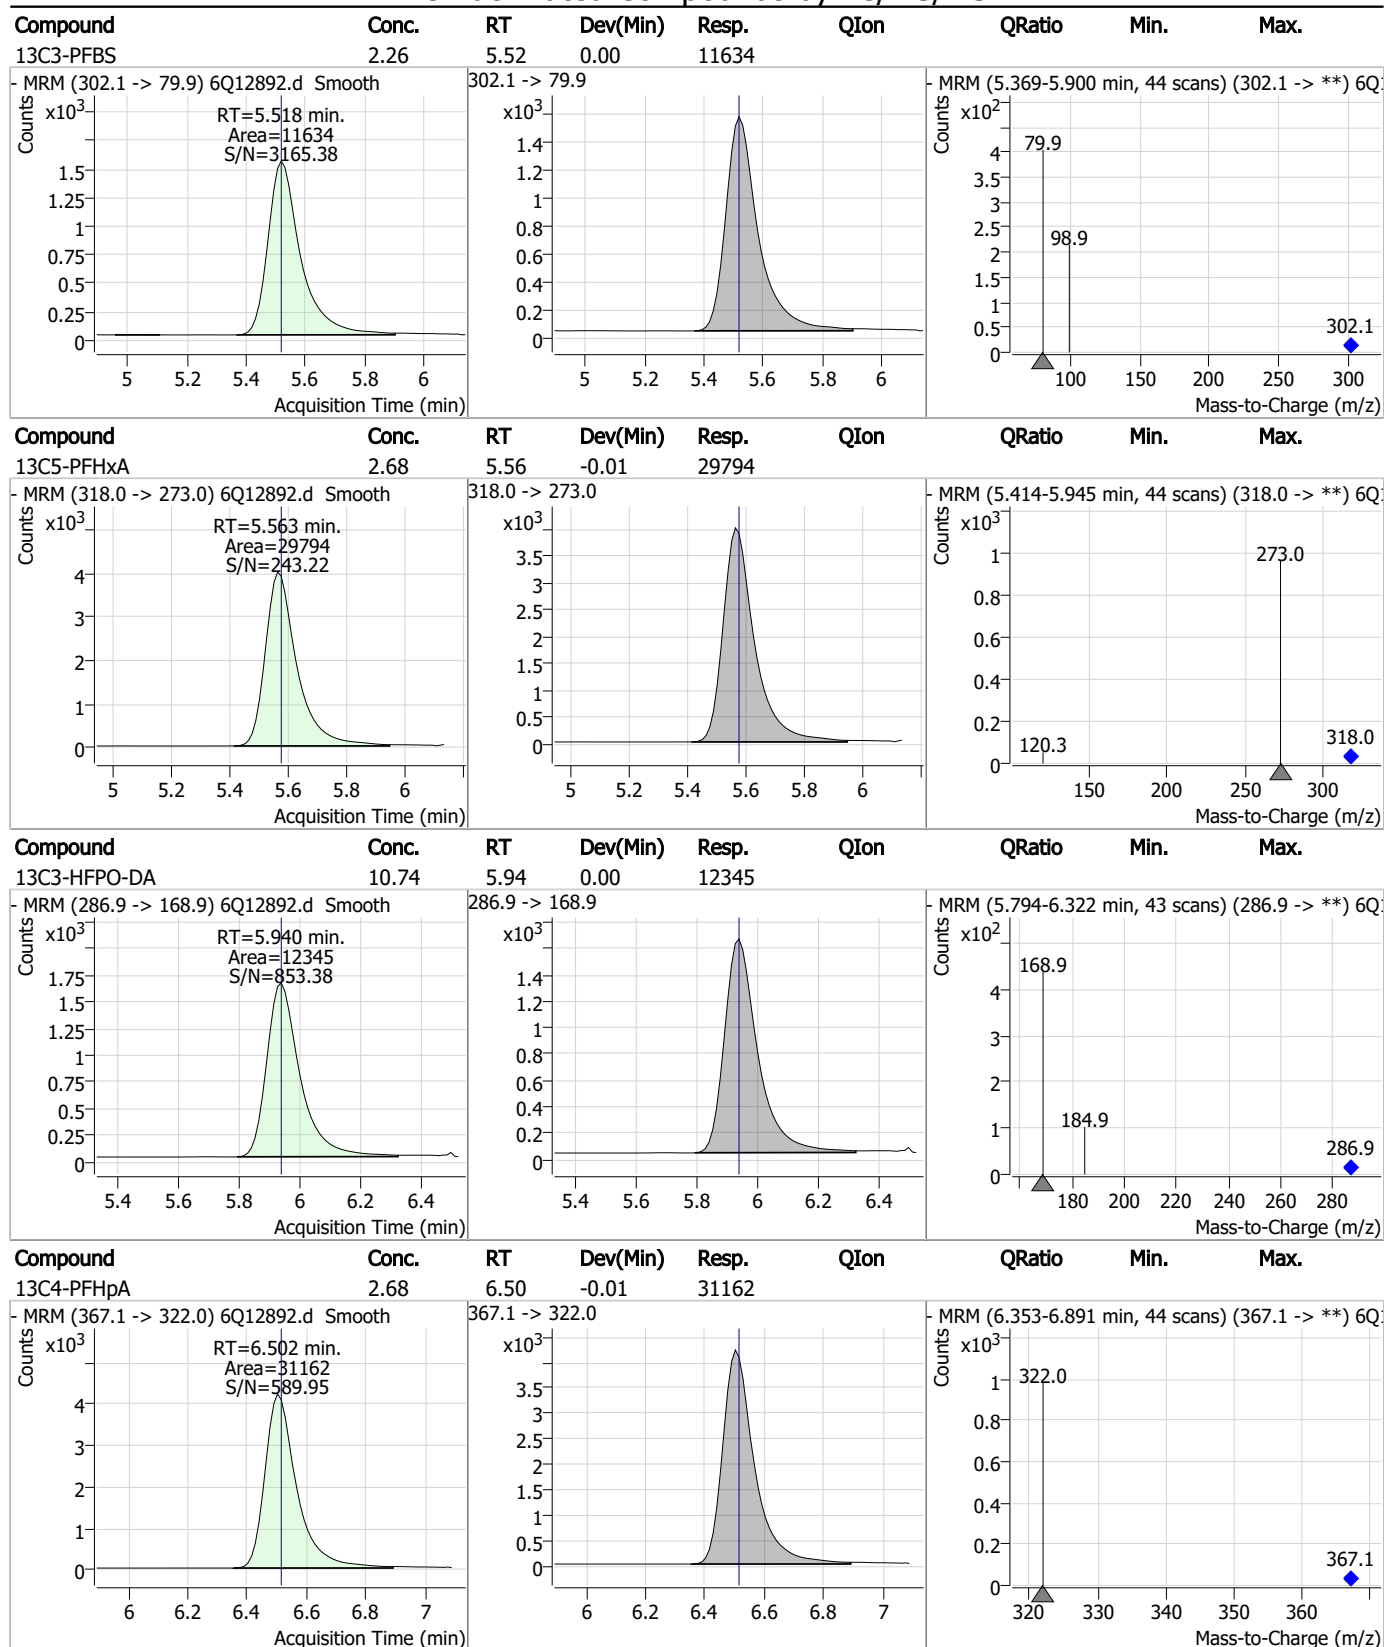 Compound Conc. RT Dev(Min) Resp. QIon QRatio Min. Max.
13C3-PFBS 2.26 5.52 0.00 11634
- MRM (302.1 -> 79.9) 6Q12892.d Smooth
Counts
x10³
RT=5.518 min.
Area=11634
S/N=3165.38
1.5
1.25
1
0.75
0.5
0.25
0
5 5.2 5.4 5.6 5.8 6
Acquisition Time (min)
302.1 -> 79.9
x10³
1.4
1.2
1
0.8
0.6
0.4
0.2
0
5 5.2 5.4 5.6 5.8 6
- MRM (5.369-5.900 min, 44 scans) (302.1 -> **) 6Q
Counts
x10²
79.9
4
3.5
3
2.5
98.9
2
1.5
1
0.5
302.1
0
100 150 200 250 300
Mass-to-Charge (m/z)
Compound Conc. RT Dev(Min) Resp. QIon QRatio Min. Max.
13C5-PFHxA 2.68 5.56 -0.01 29794
- MRM (318.0 -> 273.0) 6Q12892.d Smooth
Counts
x10³
RT=5.563 min.
Area=29794
S/N=243.22
4
3
2
1
0
5 5.2 5.4 5.6 5.8 6
Acquisition Time (min)
318.0 -> 273.0
x10³
3.5
3
2.5
2
1.5
1
0.5
0
5 5.2 5.4 5.6 5.8 6
- MRM (5.414-5.945 min, 44 scans) (318.0 -> **) 6Q
Counts
x10³
1
273.0
0.8
0.6
0.4
0.2
120.3
318.0
0
150 200 250 300
Mass-to-Charge (m/z)
Compound Conc. RT Dev(Min) Resp. QIon QRatio Min. Max.
13C3-HFPO-DA 10.74 5.94 0.00 12345
- MRM (286.9 -> 168.9) 6Q12892.d Smooth
Counts
x10³
RT=5.940 min.
Area=12345
S/N=853.38
1.75
1.5
1.25
1
0.75
0.5
0.25
0
5.4 5.6 5.8 6 6.2 6.4
Acquisition Time (min)
286.9 -> 168.9
x10³
1.4
1.2
1
0.8
0.6
0.4
0.2
0
5.4 5.6 5.8 6 6.2 6.4
- MRM (5.794-6.322 min, 43 scans) (286.9 -> **) 6Q
Counts
x10²
168.9
4
3
2
184.9
1
286.9
0
180 200 220 240 260 280
Mass-to-Charge (m/z)
Compound Conc. RT Dev(Min) Resp. QIon QRatio Min. Max.
13C4-PFHpA 2.68 6.50 -0.01 31162
- MRM (367.1 -> 322.0) 6Q12892.d Smooth
Counts
x10³
RT=6.502 min.
Area=31162
S/N=589.95
4
3
2
1
0
6 6.2 6.4 6.6 6.8 7
Acquisition Time (min)
367.1 -> 322.0
x10³
3.5
3
2.5
2
1.5
1
0.5
0
6 6.2 6.4 6.6 6.8 7
- MRM (6.353-6.891 min, 44 scans) (367.1 -> **) 6Q
Counts
x10³
322.0
1
0.8
0.6
0.4
0.2
367.1
0
320 330 340 350 360
Mass-to-Charge (m/z)